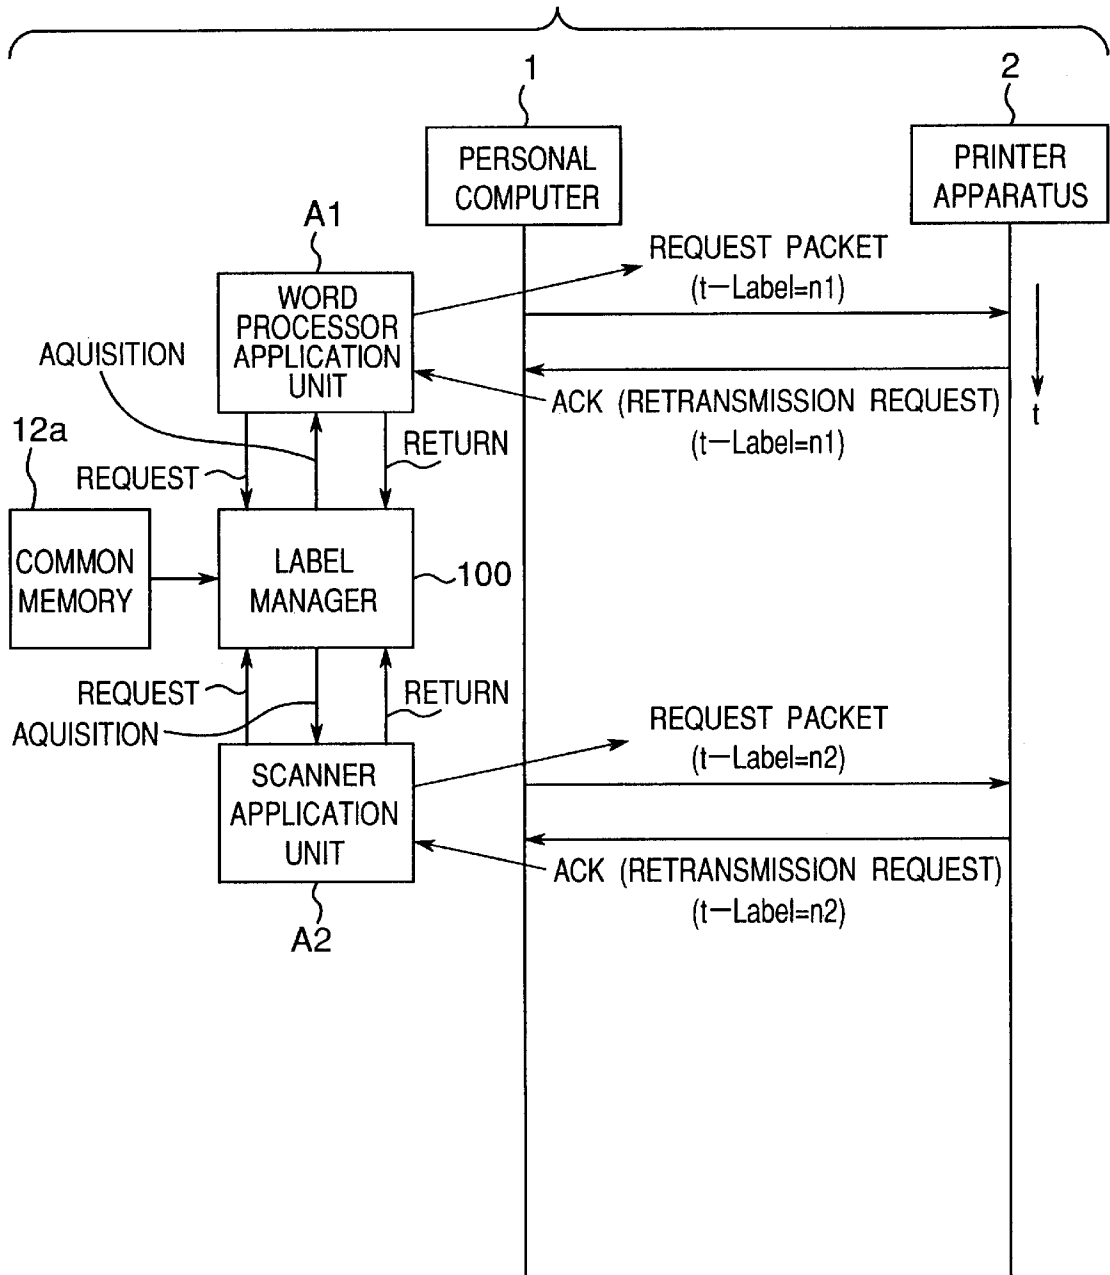 1
2
PERSONAL
COMPUTER
PRINTER
APPARATUS
A1
REQUEST PACKET
(t-Label=n1)
WORD
PROCESSOR
APPLICATION
UNIT
AQUISITION
ACK (RETRANSMISSION REQUEST)
(t-Label=n1)
t
12a
REQUEST
RETURN
COMMON
MEMORY
LABEL
MANAGER
100
REQUEST
RETURN
AQUISITION
REQUEST PACKET
(t-Label=n2)
SCANNER
APPLICATION
UNIT
ACK (RETRANSMISSION REQUEST)
(t-Label=n2)
A2